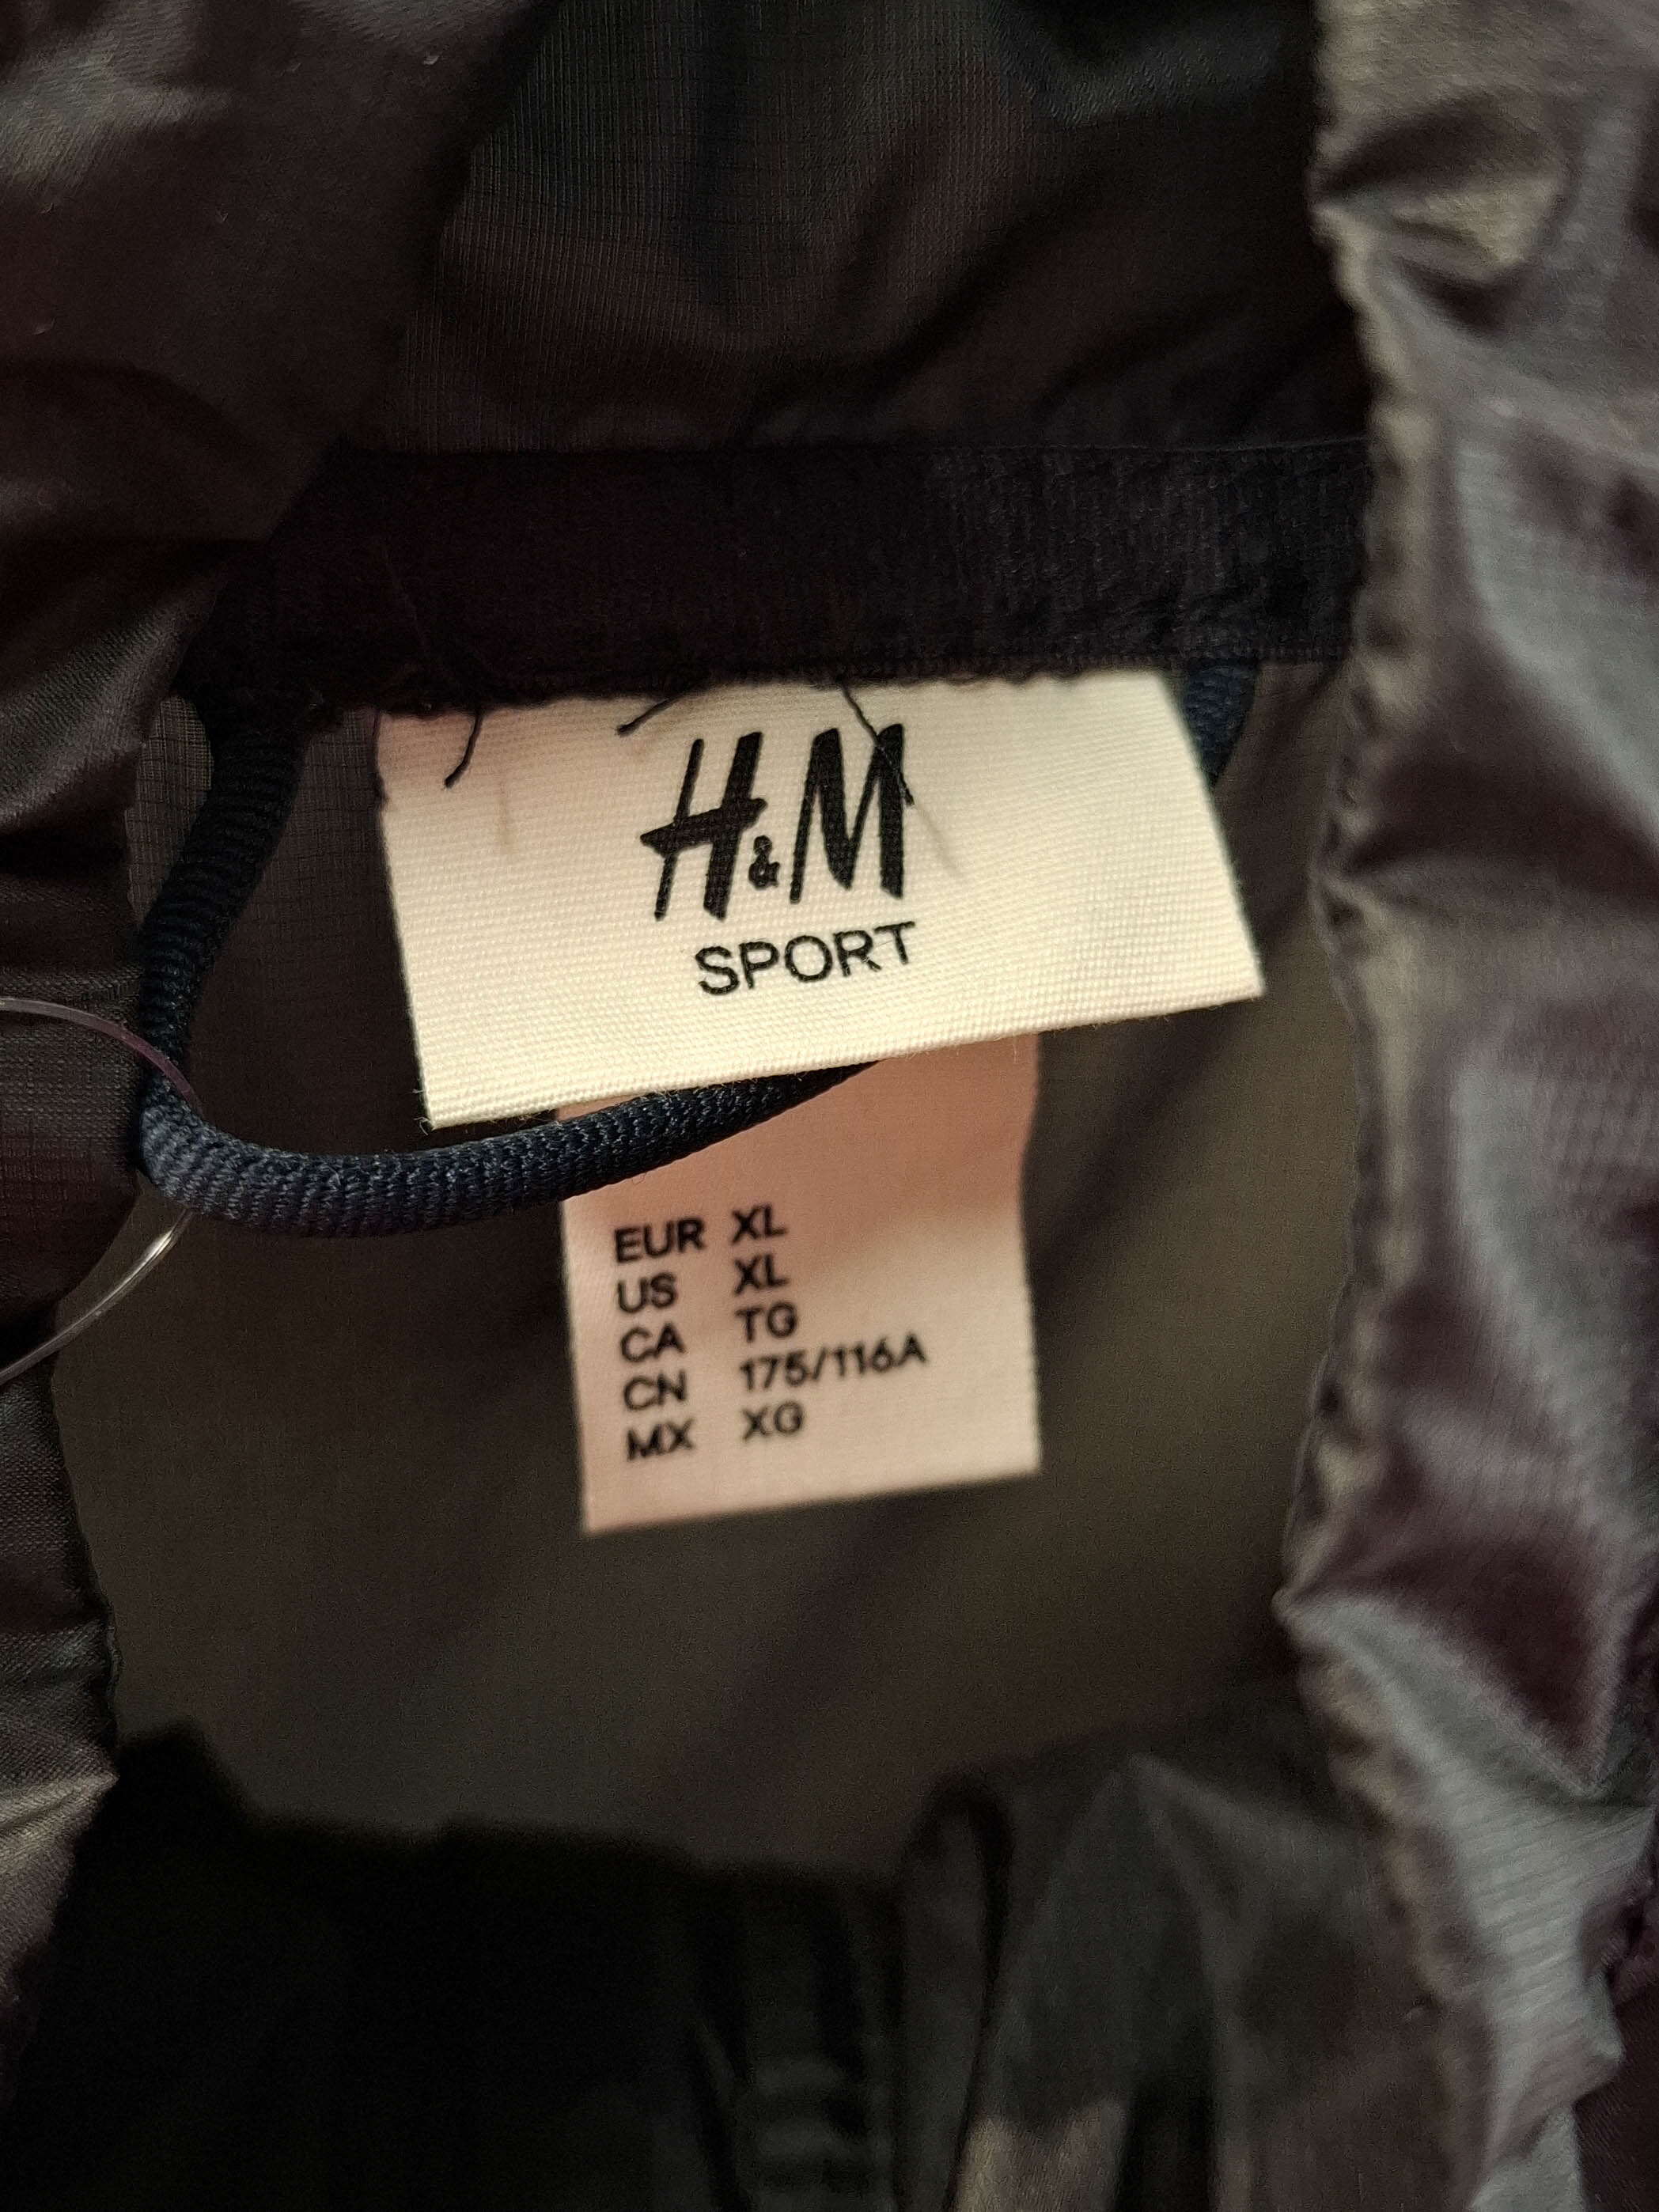 H&M
SPORT
EUR XL
US XL
CA TG
CN 175/116A
MX XG